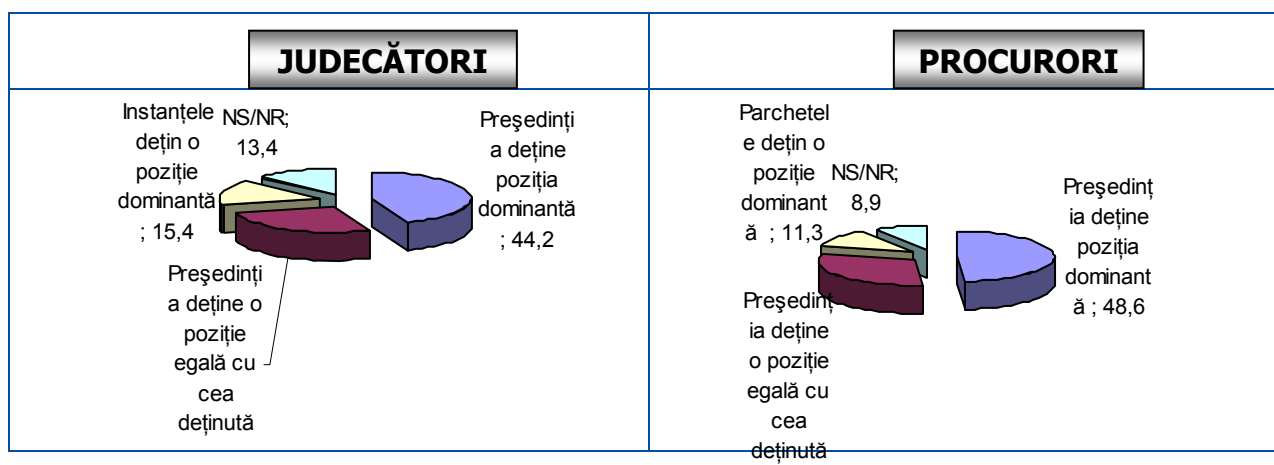 JUDECĂTORI
Instanțele
dețin o
poziție
dominantă
; 15,4
NS/NR;
13,4
Preşedinți
a deține
poziția
dominantă
; 44,2
Preşedinți
a deține o
poziție
egală cu
cea
deținută
PROCURORI
Parchetel
e dețin o
poziție
dominant
ă ; 11,3
NS/NR;
8,9
Preşedinț
ia deține
poziția
dominant
ă ; 48,6
Preşedinț
ia deține
o poziție
egală cu
cea
deținută